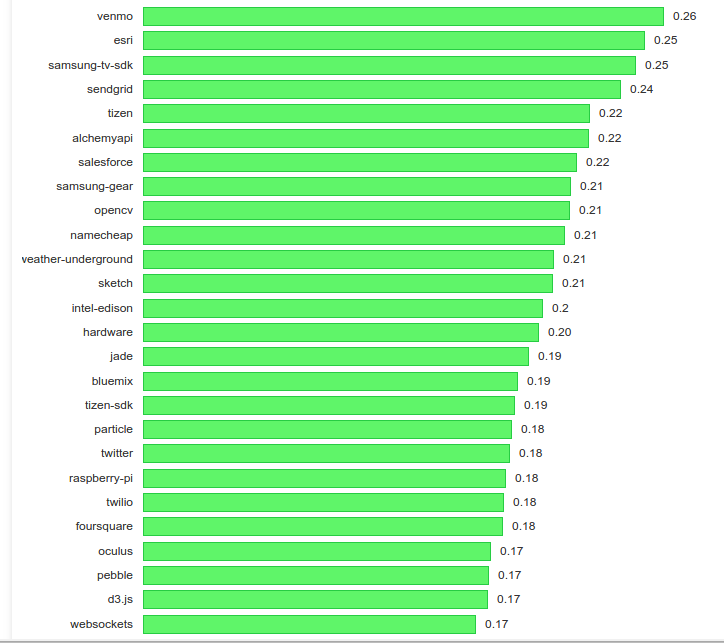 venmo 0.26
esri 0.25
samsung-tv-sdk 0.25
sendgrid 0.24
tizen 0.22
alchemyapi 0.22
salesforce 0.22
samsung-gear 0.21
opencv 0.21
namecheap 0.21
veather-underground 0.21
sketch 0.21
intel-edison 0.2
hardware 0.20
jade 0.19
bluemix 0.19
tizen-sdk 0.19
particle 0.18
twitter 0.18
raspberry-pi 0.18
twilio 0.18
foursquare 0.18
oculus 0.17
pebble 0.17
d3.js 0.17
websockets 0.17